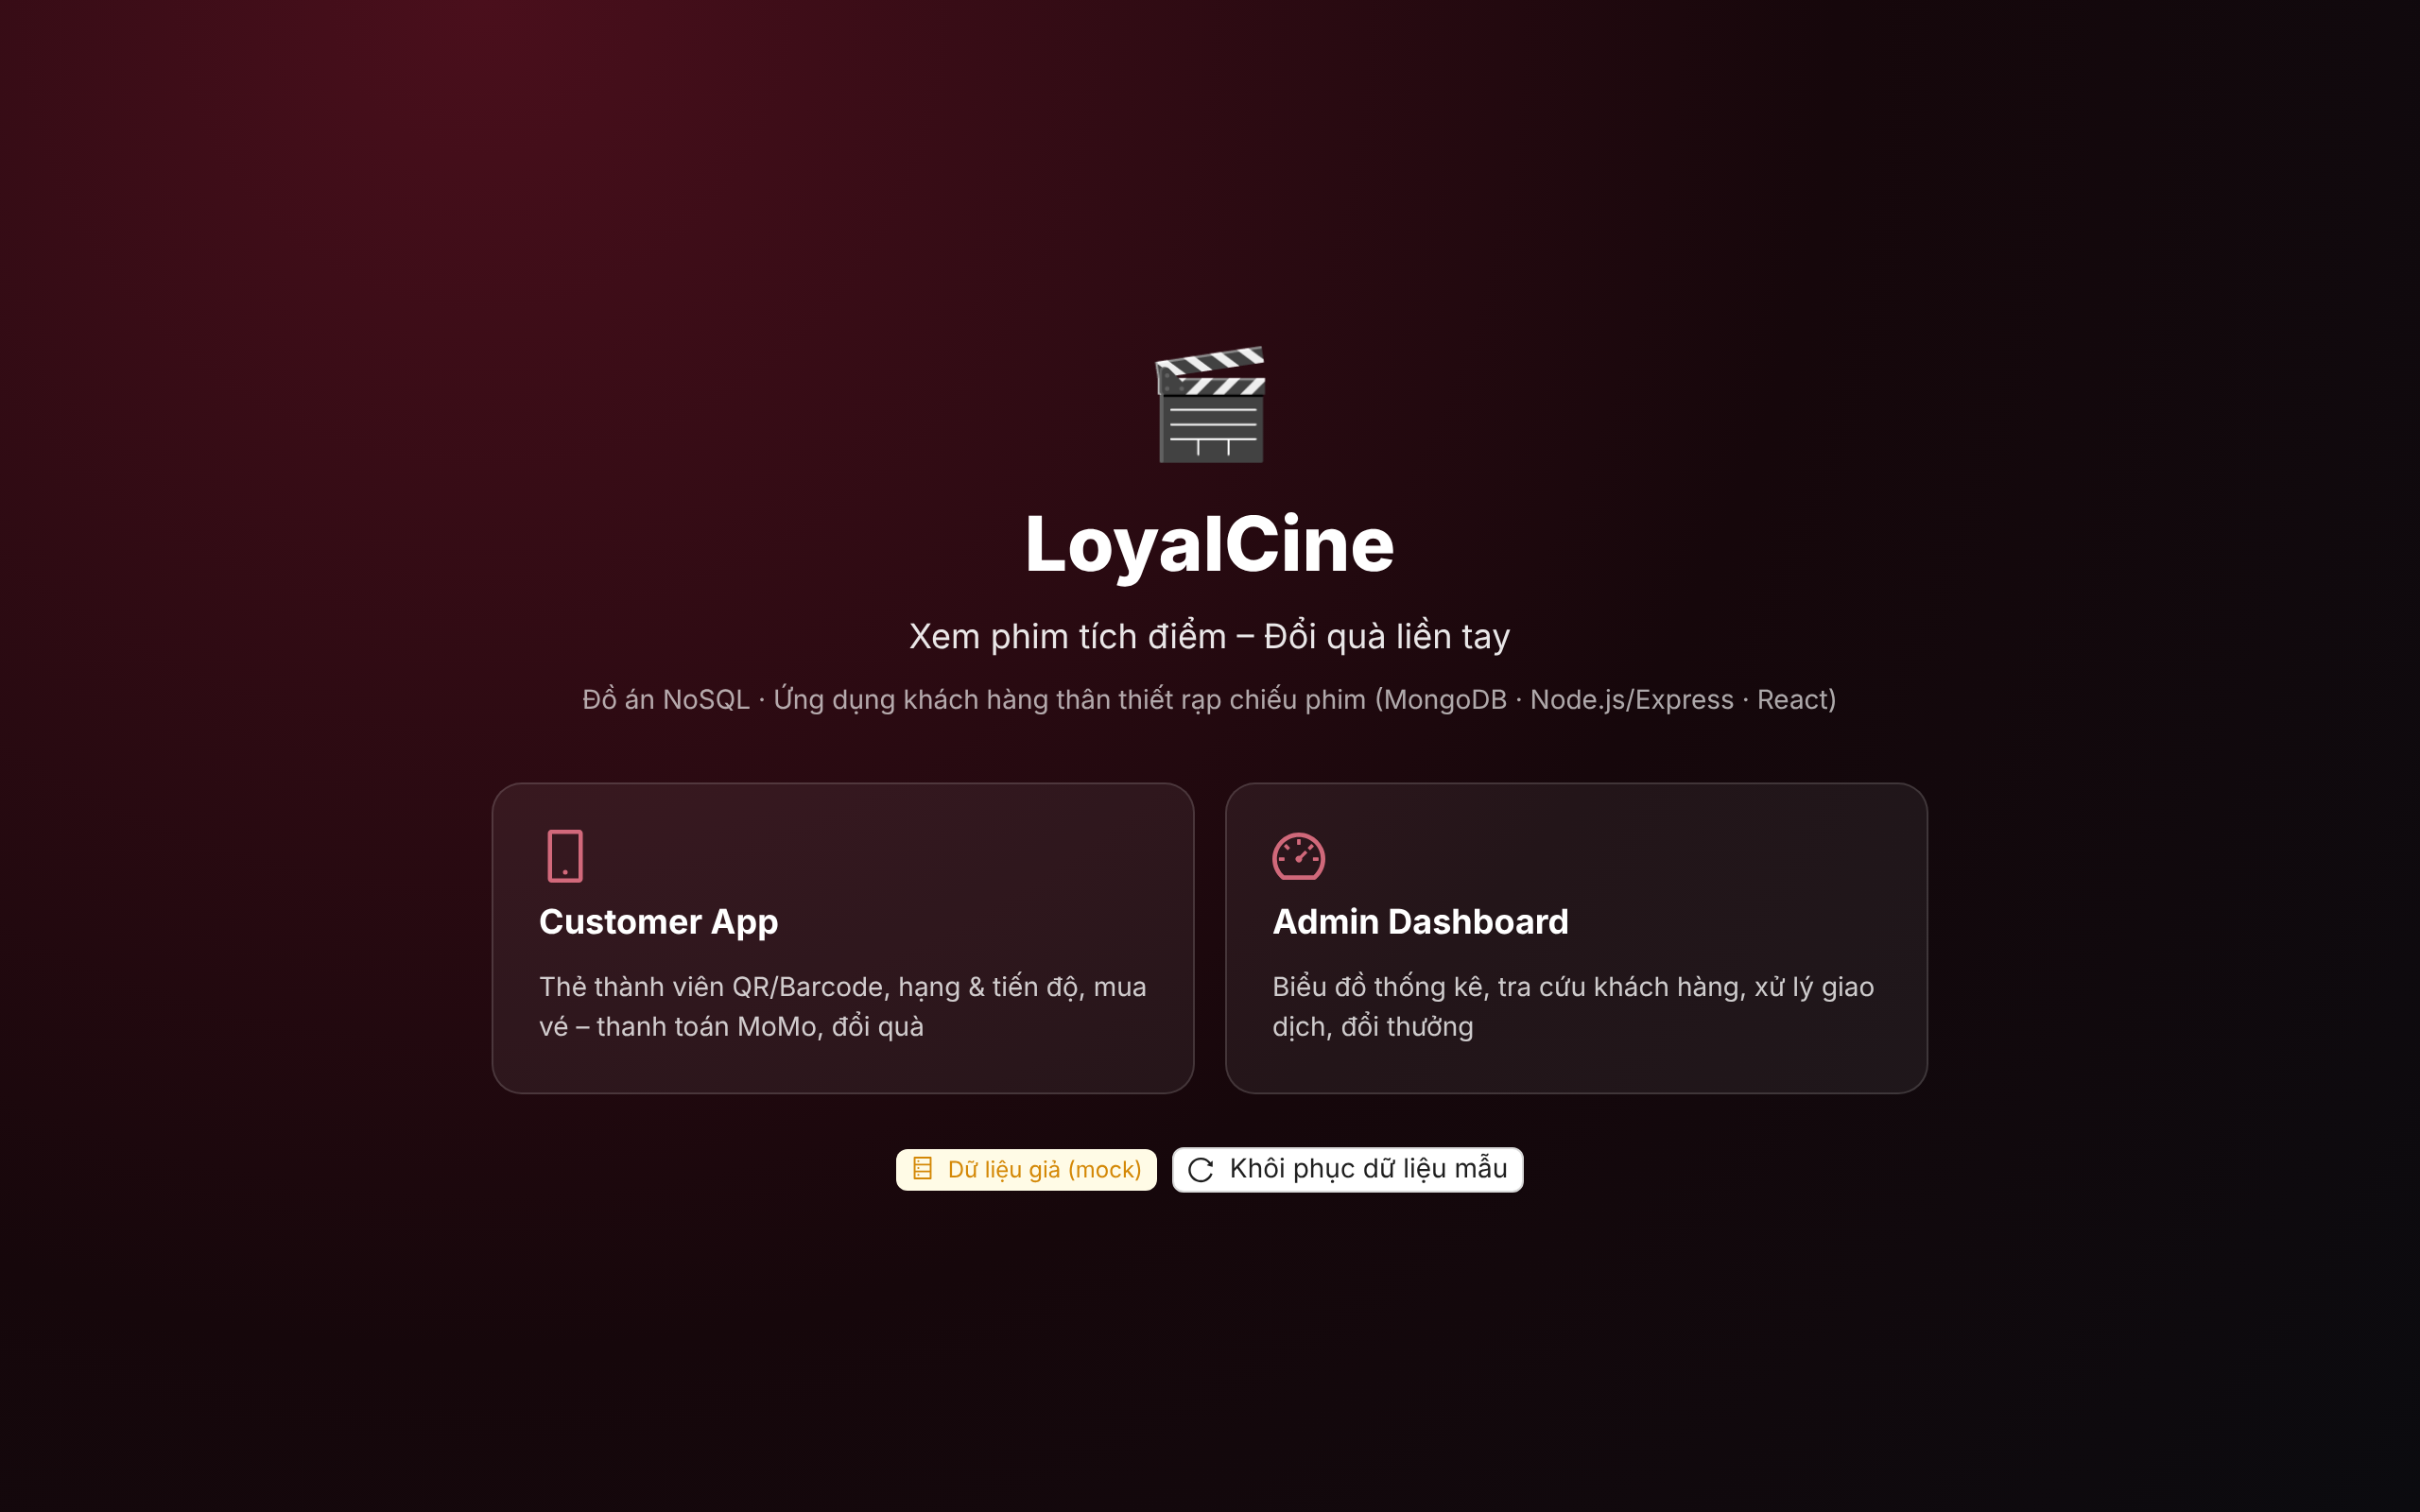 LoyalCine
Xem phim tích điểm – Đổi quà liền tay
Đồ án NoSQL · Ứng dụng khách hàng thân thiết rạp chiếu phim (MongoDB · Node.js/Express · React)
Customer App
Thẻ thành viên QR/Barcode, hạng & tiến độ, mua
vé – thanh toán MoMo, đổi quà
Admin Dashboard
Biểu đồ thống kê, tra cứu khách hàng, xử lý giao
dịch, đổi thưởng
Dữ liệu giả (mock)
Khôi phục dữ liệu mẫu